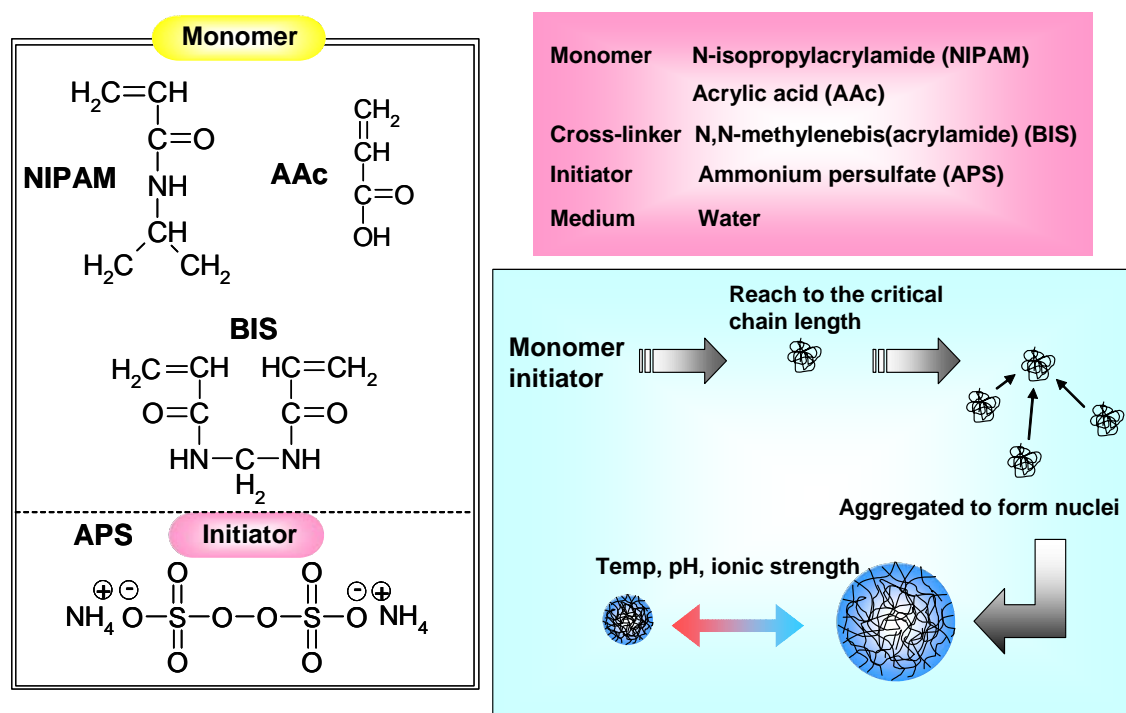 Monomer
H2C=CH
C=O
NIPAM
NH
CH
H2C CH2
AAc
CH2
CH
C=O
OH
BIS
H2C=CH HC=CH2
O=C C=O
HN-C-NH
H2
APS
Initiator
⊕ ⊖ O O ⊖ ⊕
NH4 O-S-O-O-S-O NH4
O O
Monomer N-isopropylacrylamide (NIPAM)
Acrylic acid (AAc)
Cross-linker N,N-methylenebis(acrylamide) (BIS)
Initiator Ammonium persulfate (APS)
Medium Water
Reach to the critical
chain length
Monomer
initiator
Aggregated to form nuclei
Temp, pH, ionic strength